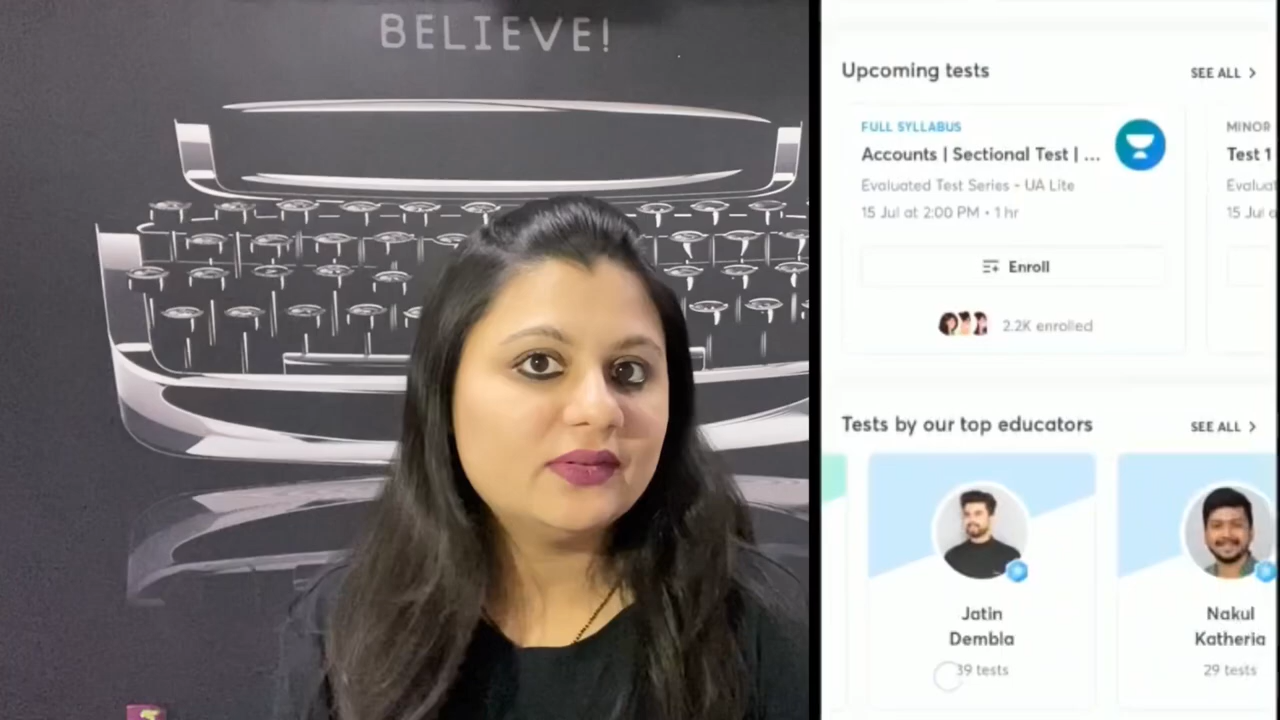 BELIEVE!
Upcoming tests
SEE ALL >
FULL SYLLABUS
Accounts | Sectional Test | ...
Evaluated Test Series - UA Lite
15 Jul at 2:00 PM • 1 hr
Enroll
2.2K enrolled
MINOR
Test 1
15 Jul
Tests by our top educators
SEE ALL >
Jatin
Dembla
39 tests
Nakul
Katheria
29 tests